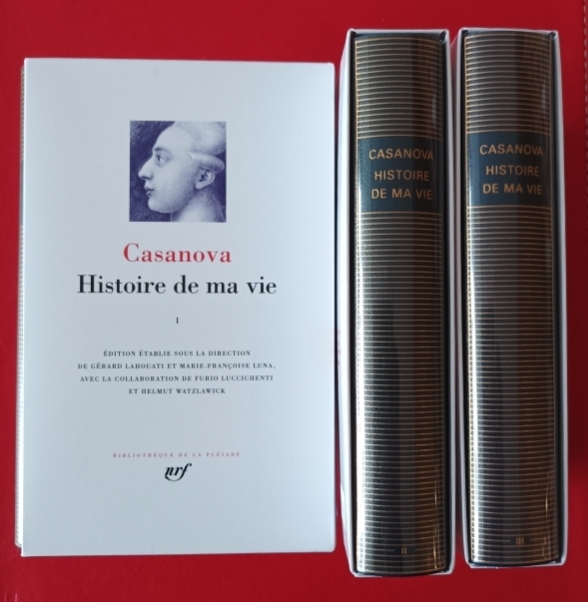 Casanova
Histoire de ma vie
I
ÉDITION ÉTABLIE SOUS LA DIRECTION
DE GÉRARD LAHOUATI ET MARIE-FRANÇOISE LUNA,
AVEC LA COLLABORATION DE FURIO LUCCICHENTI
ET HELMUT WATZLAWICK
BIBLIOTHÈQUE DE LA PLÉIADE
nrf
CASANOVA
HISTOIRE
DE MA VIE
II
CASANOVA
HISTOIRE
DE MA VIE
III